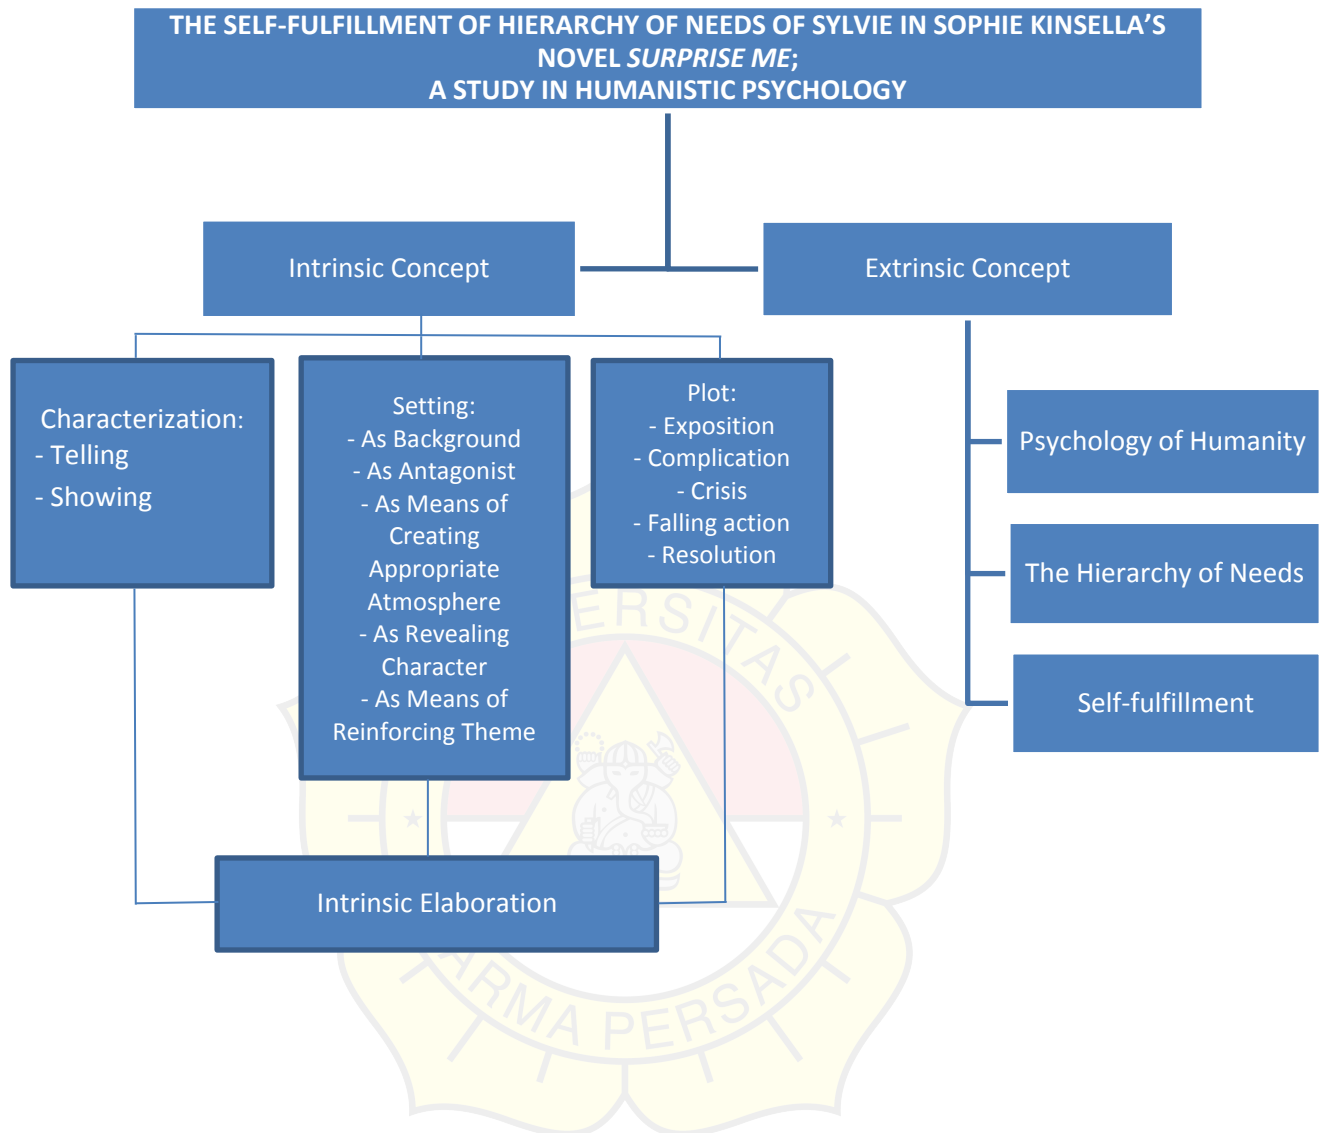 THE SELF-FULFILLMENT OF HIERARCHY OF NEEDS OF SYLVIE IN SOPHIE KINSELLA'S
NOVEL SURPRISE ME;
A STUDY IN HUMANISTIC PSYCHOLOGY
Intrinsic Concept
Extrinsic Concept
Characterization:
- Telling
- Showing
Setting:
- As Background
- As Antagonist
- As Means of
Creating
Appropriate
Atmosphere
- As Revealing
Character
- As Means of
Reinforcing Theme
Plot:
- Exposition
- Complication
- Crisis
- Falling action
- Resolution
Psychology of Humanity
The Hierarchy of Needs
Self-fulfillment
Intrinsic Elaboration
ERSITAS
ARMA PERSADA